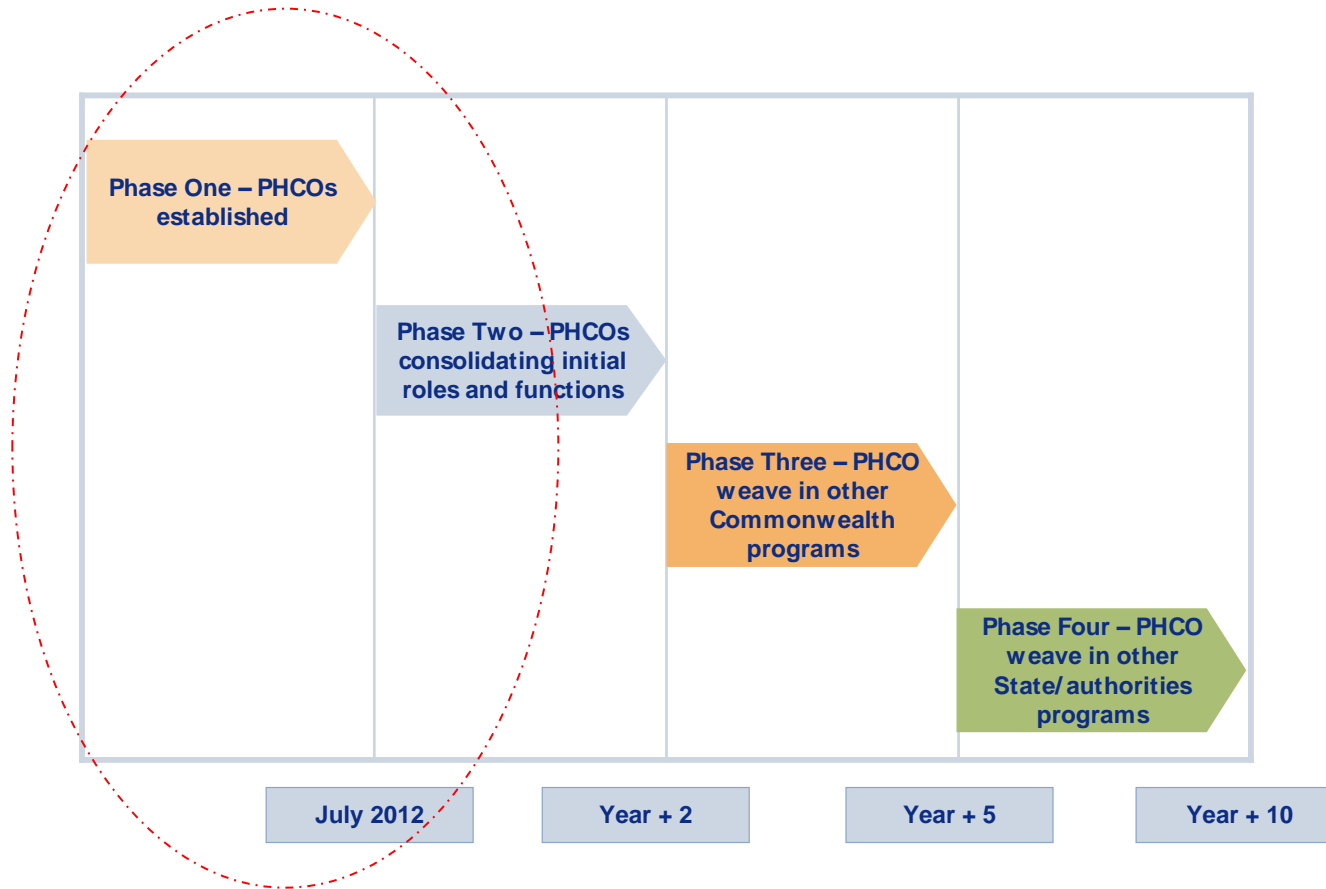 Phase One – PHCOs
established
Phase Two – PHCOs
consolidating initial
roles and functions
Phase Three – PHCO
weave in other
Commonwealth
programs
Phase Four – PHCO
weave in other
State/authorities
programs
July 2012
Year + 2
Year + 5
Year + 10